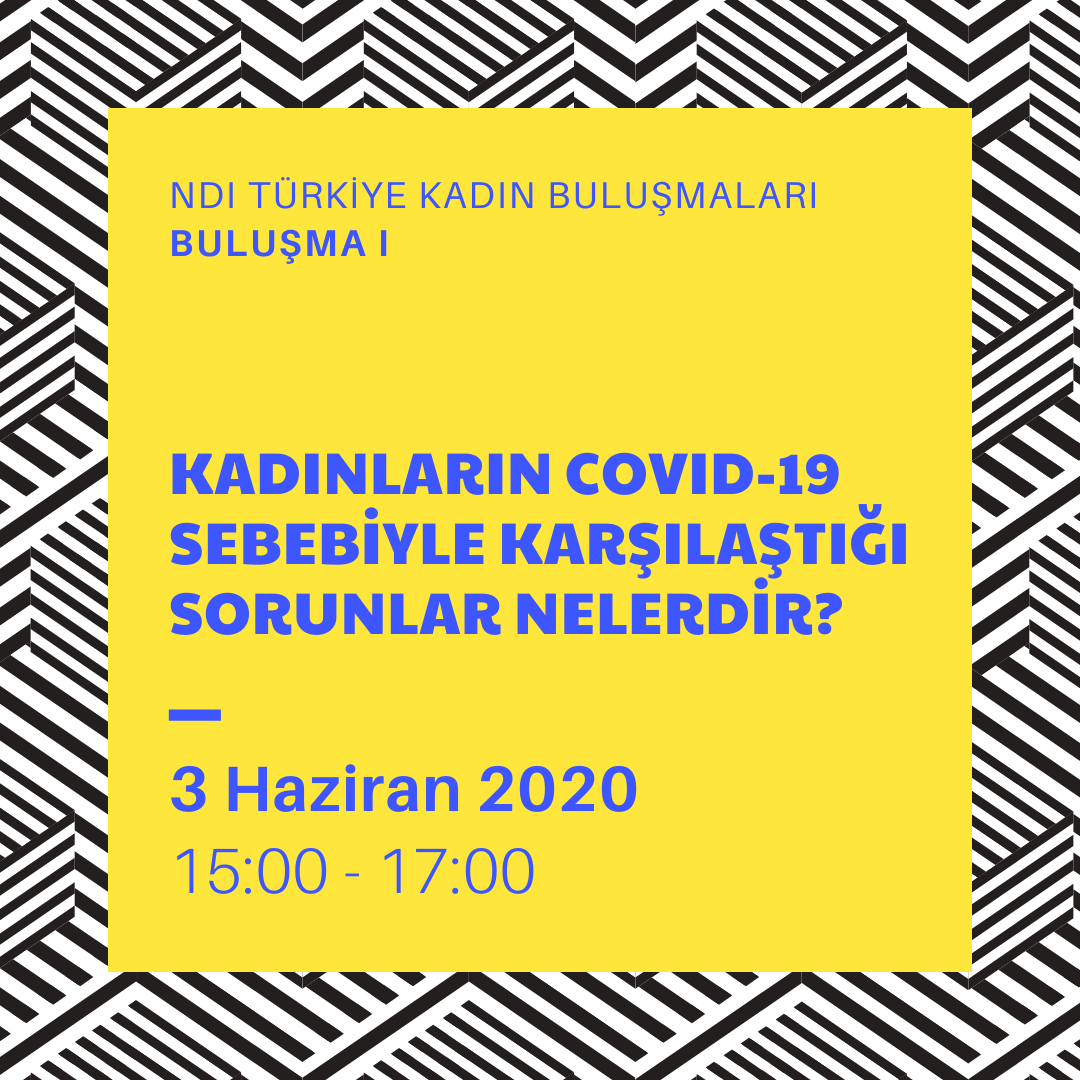 NDI TÜRKİYE KADIN BULUŞMALARI
BULUŞMA I
KADINLARIN COVID-19
SEBEBİYLE KARŞILAŞTIĞI
SORUNLAR NELERDİR?
3 Haziran 2020
15:00 - 17:00